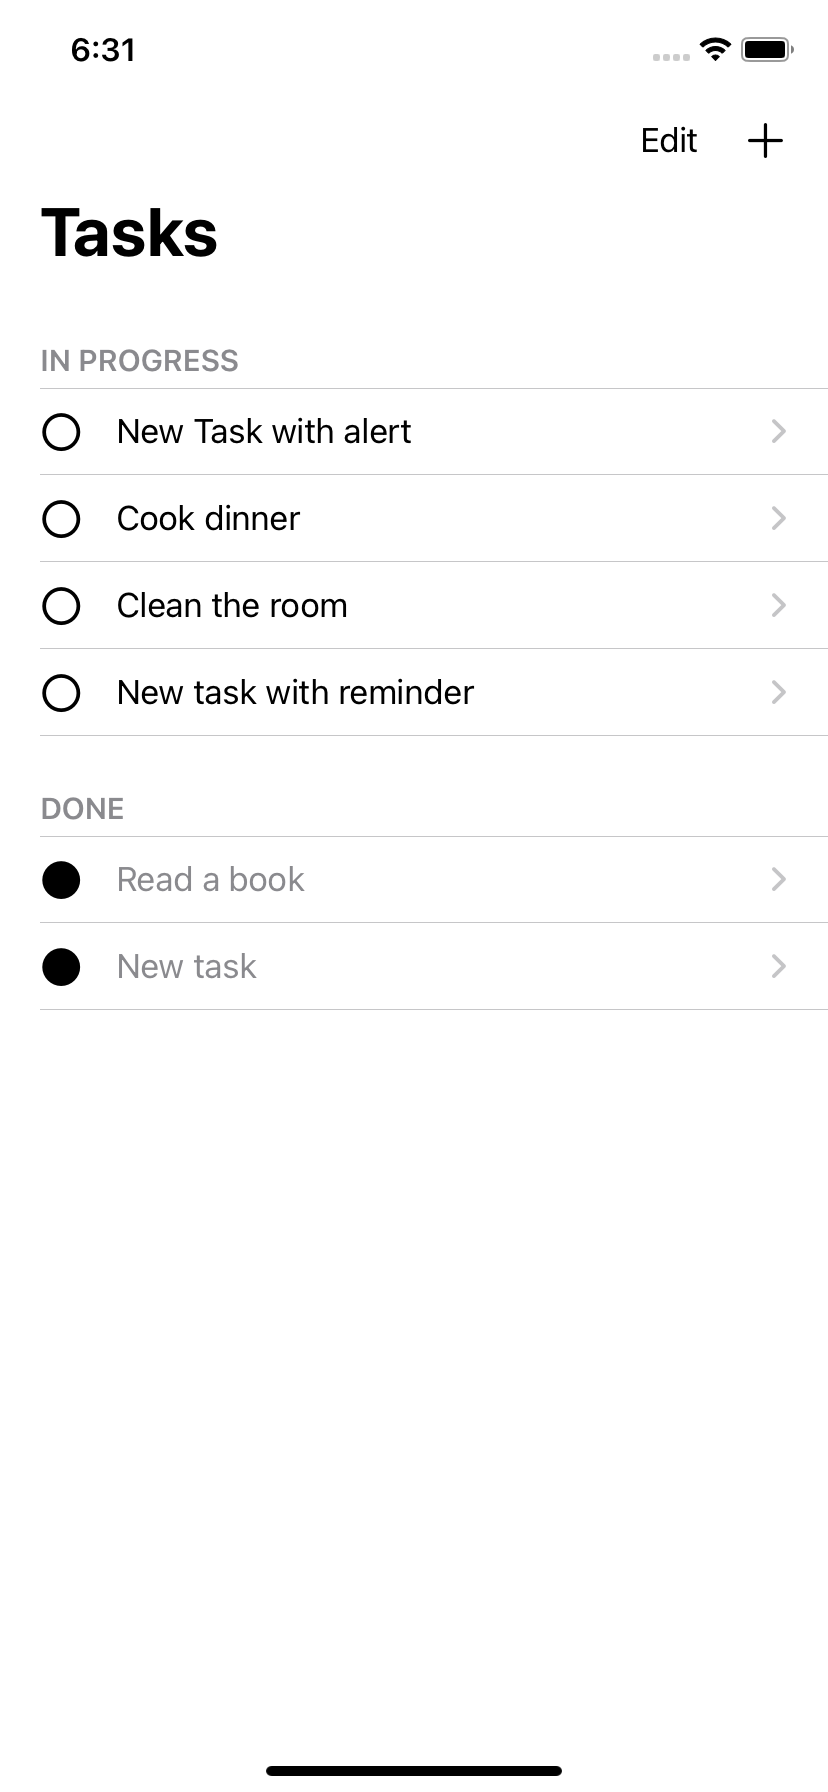 6:31
Edit
Tasks
IN PROGRESS
New Task with alert
Cook dinner
Clean the room
New task with reminder
DONE
Read a book
New task